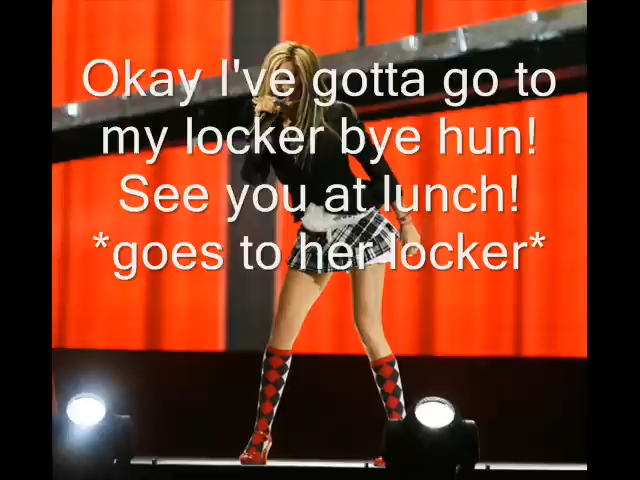 Okay I've gotta go to
my locker bye hun!
See you at lunch!
*goes to her locker*